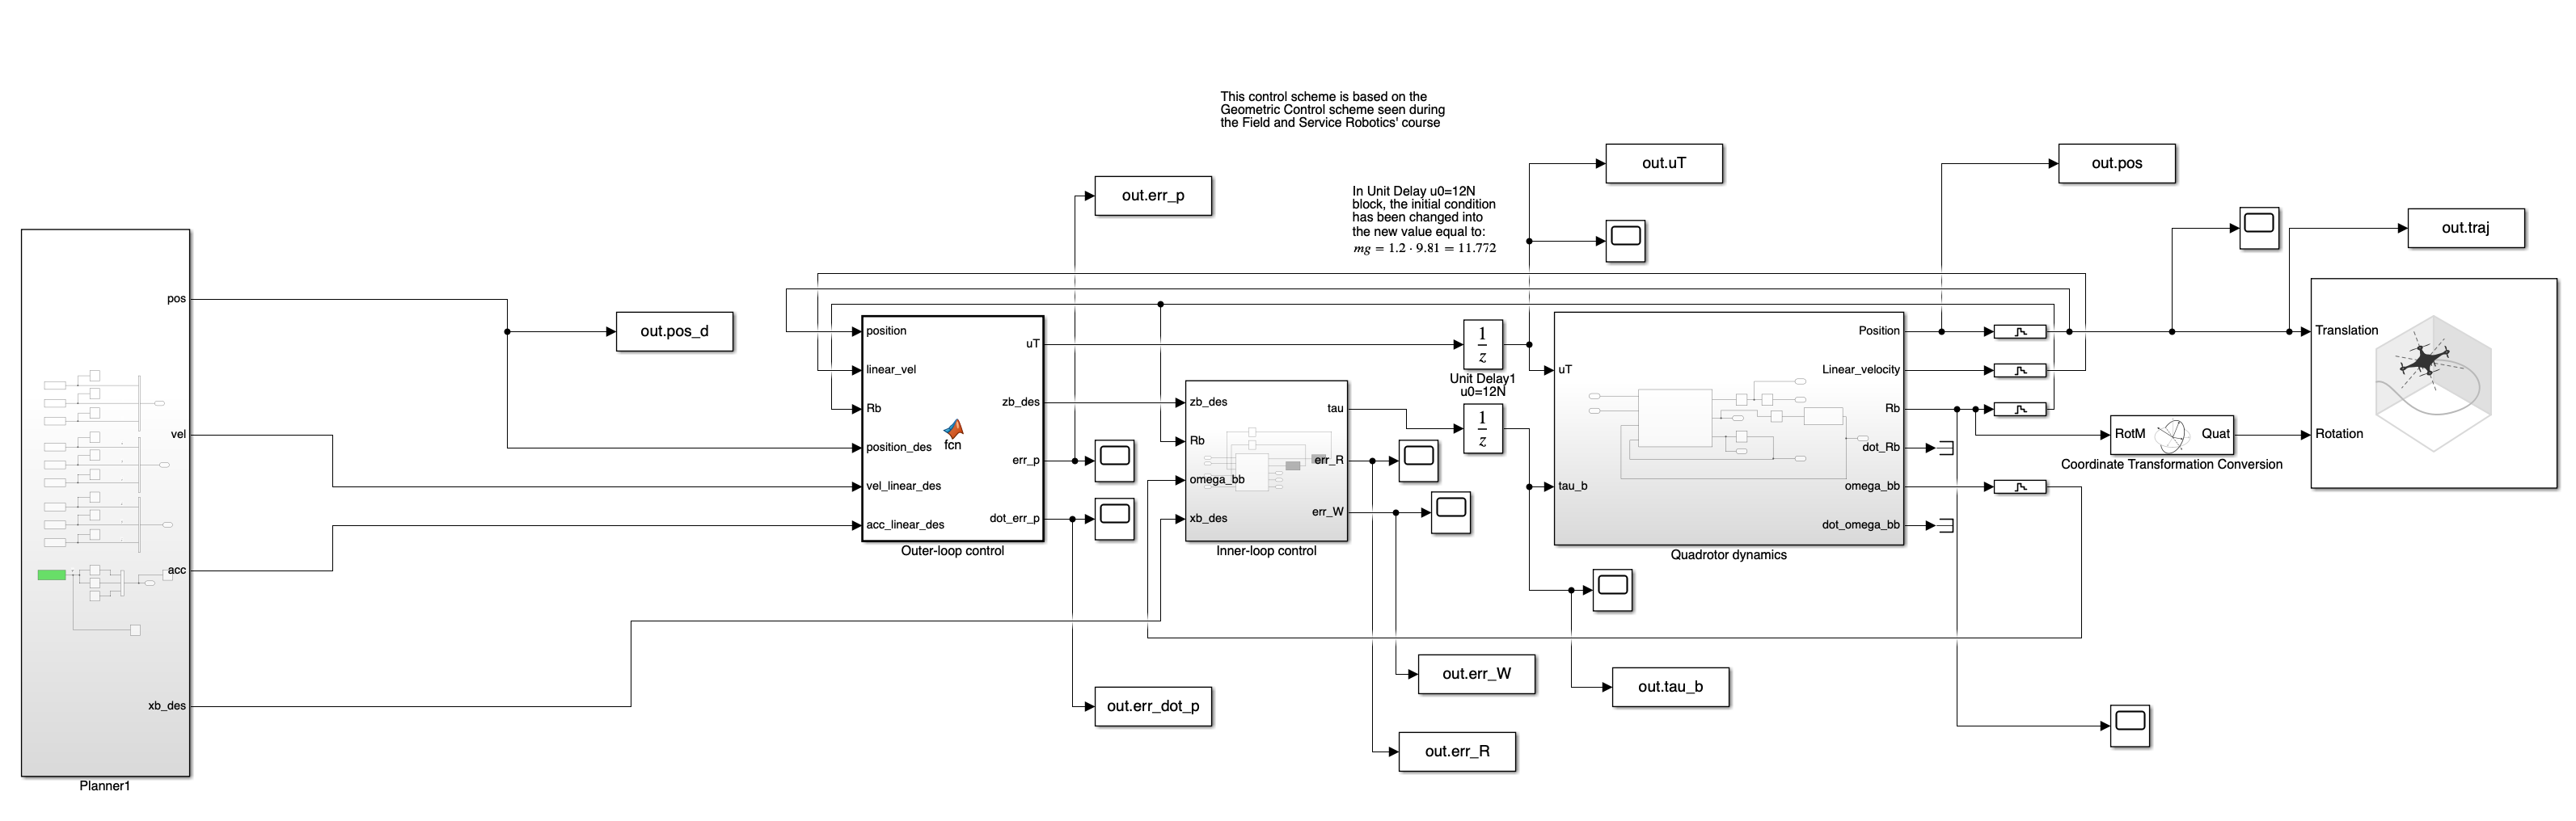 This control scheme is based on the
Geometric Control scheme seen during
the Field and Service Robotics' course
out.uT
out.pos
out.err_p
In Unit Delay u0=12N
block, the initial condition
has been changed into
the new value equal to:
mg = 1.2 · 9.81 = 11.772
out.traj
pos
vel
acc
xb_des
Planner1
out.pos_d
position
linear_vel
Rb
position_des
vel_linear_des
acc_linear_des
fcn
uT
zb_des
err_p
dot_err_p
Outer-loop control
zb_des
Rb
omega_bb
xb_des
tau
err_R
err_W
Inner-loop control
1
z
Unit Delay1
u0=12N
1
z
uT
tau_b
Position
Linear_velocity
Rb
dot_Rb
omega_bb
dot_omega_bb
Quadrotor dynamics
RotM
Quat
Coordinate Transformation Conversion
Translation
Rotation
out.err_W
out.tau_b
out.err_dot_p
out.err_R